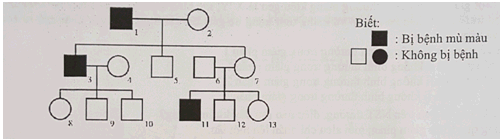 Biết:
: Bị bệnh mù màu
: Không bị bệnh
1 2
3 4 5 6 7
8 9 10 11 12 13